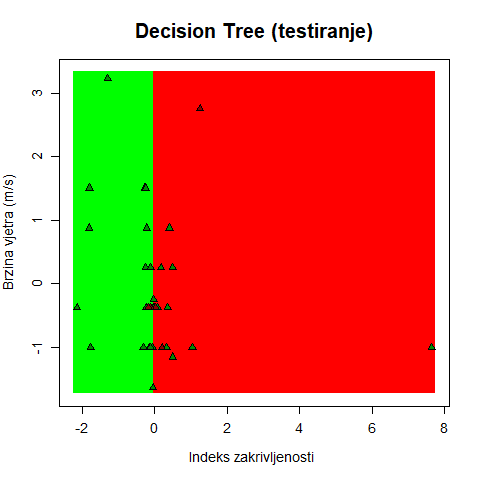 Decision Tree (testiranje)
3
2
1
0
-1
Brzina vjetra (m/s)
-2 0 2 4 6 8
Indeks zakrivljenosti